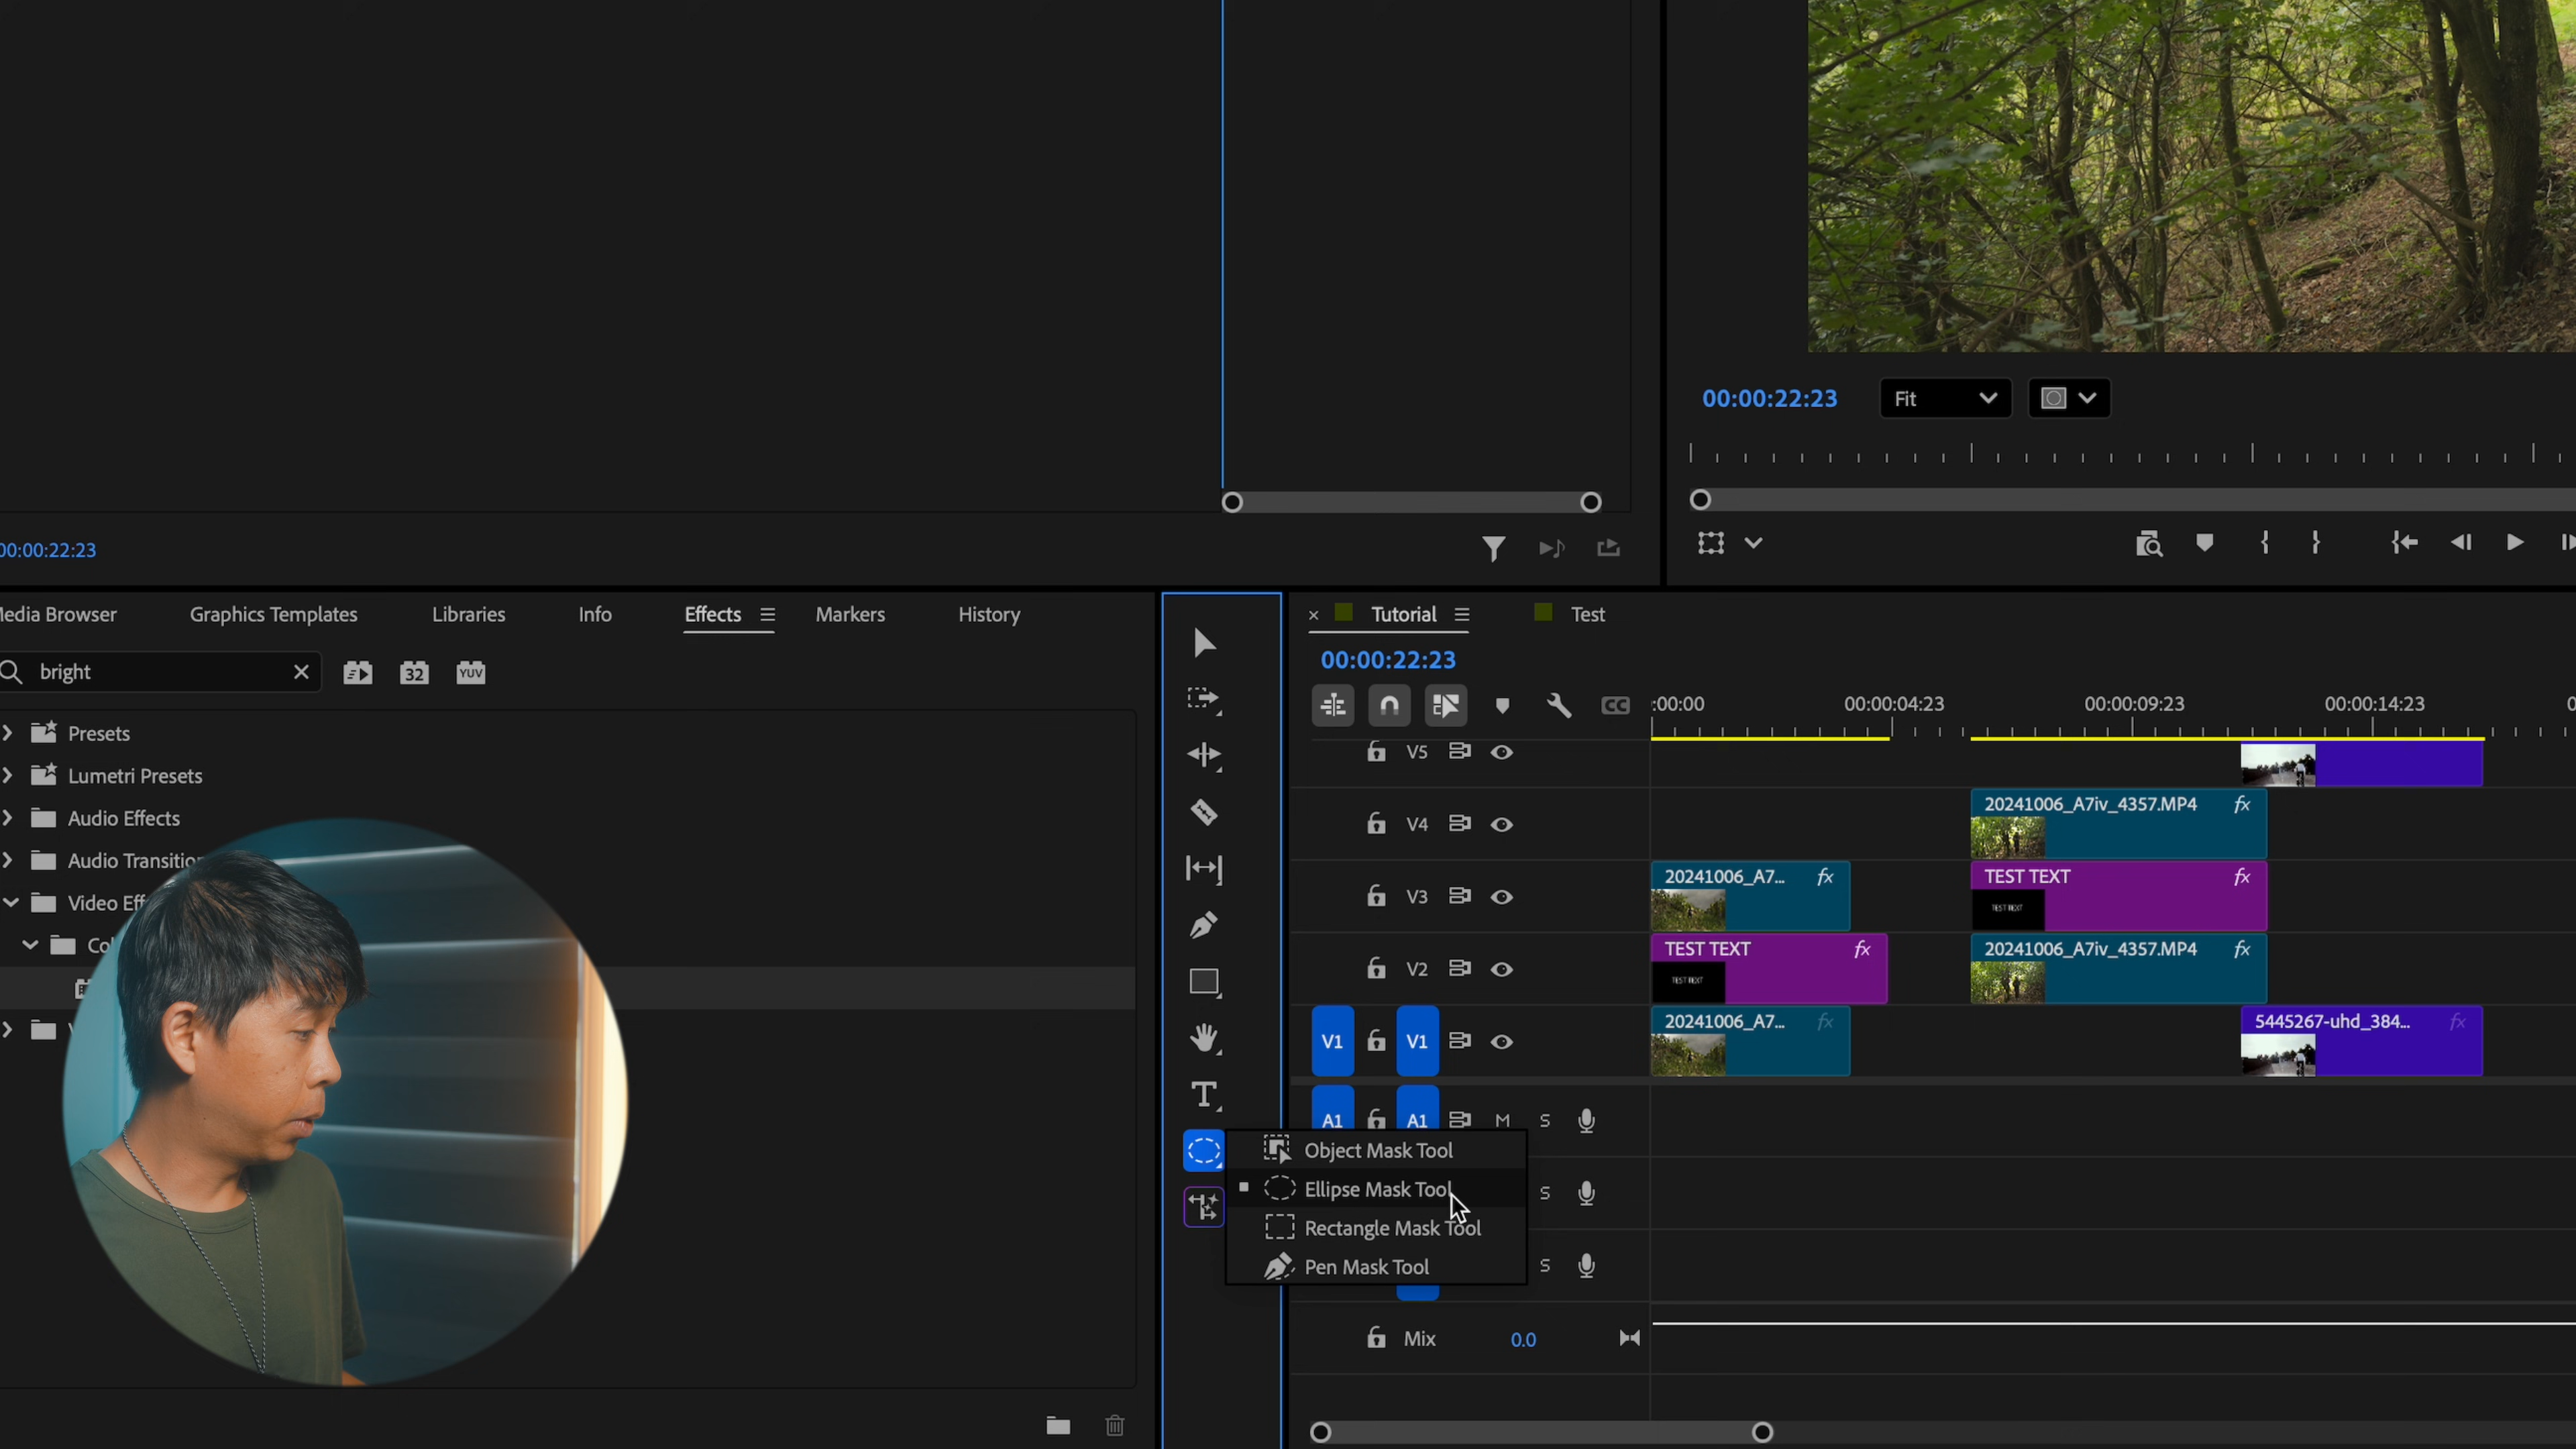 00:00:22:23
Fit
00:00:22:23
Media Browser
Graphics Templates
Libraries
Info
Effects
Markers
History
bright
32
YUV
Presets
Lumetri Presets
Audio Effects
Audio Transitio
Video Eff
Col
Tutorial
Test
00:00:22:23
CC
:00:00
00:00:04:23
00:00:09:23
00:00:14:23
V5
V4
20241006_A7iv_4357.MP4
fx
V3
20241006_A7...
fx
TEST TEXT
fx
TEST TEXT
V2
TEST TEXT
fx
TEST TEXT
20241006_A7iv_4357.MP4
fx
V1
V1
20241006_A7...
fx
5445267-uhd_384...
fx
A1
A1
M
S
Object Mask Tool
Ellipse Mask Tool
S
Rectangle Mask Tool
Pen Mask Tool
S
Mix
0.0